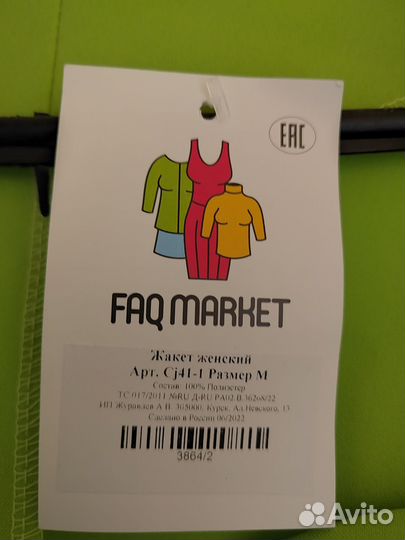 EAC
FAQ MARKET
Жакет женский
Арт. Cj41-1 Размер М
Состав 100% Полиэстер
ТС 017/2011 №RU Д-RU РА02.В.36268/22
ИП Журавлев А.В. 305000, Курск, Ал.Невского, 13
Сделано в России 06/2022
3864/2
Avito